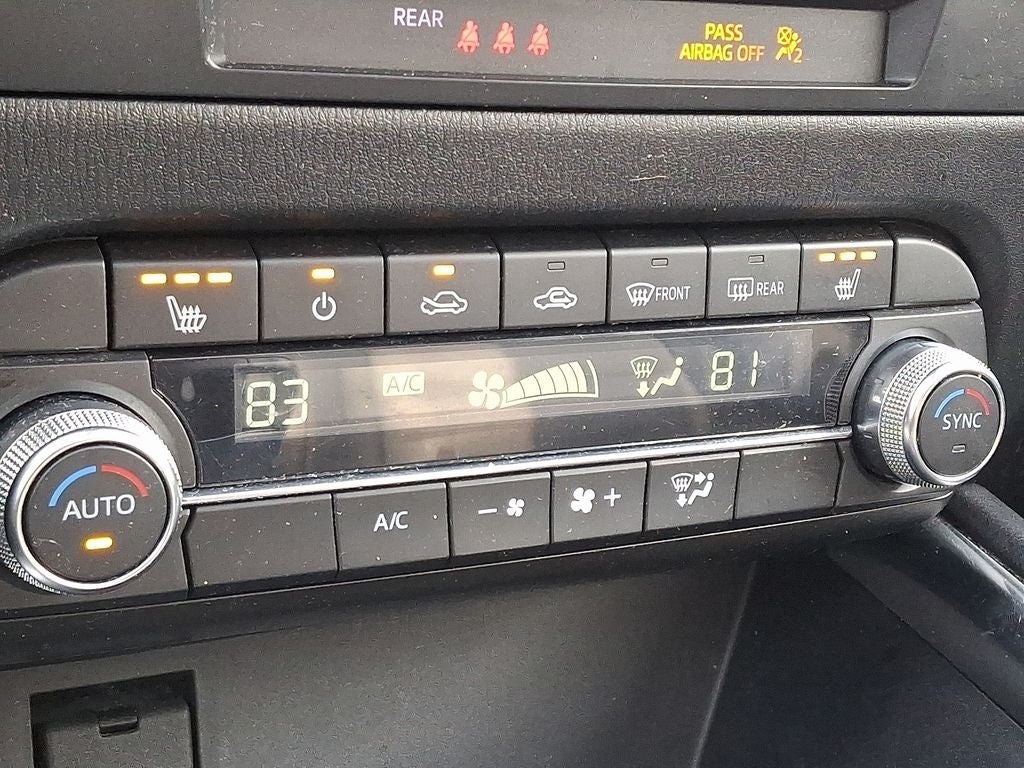 REAR
PASS
AIRBAG OFF
2
FRONT
REAR
83
A/C
81
SYNC
AUTO
A/C
-
+